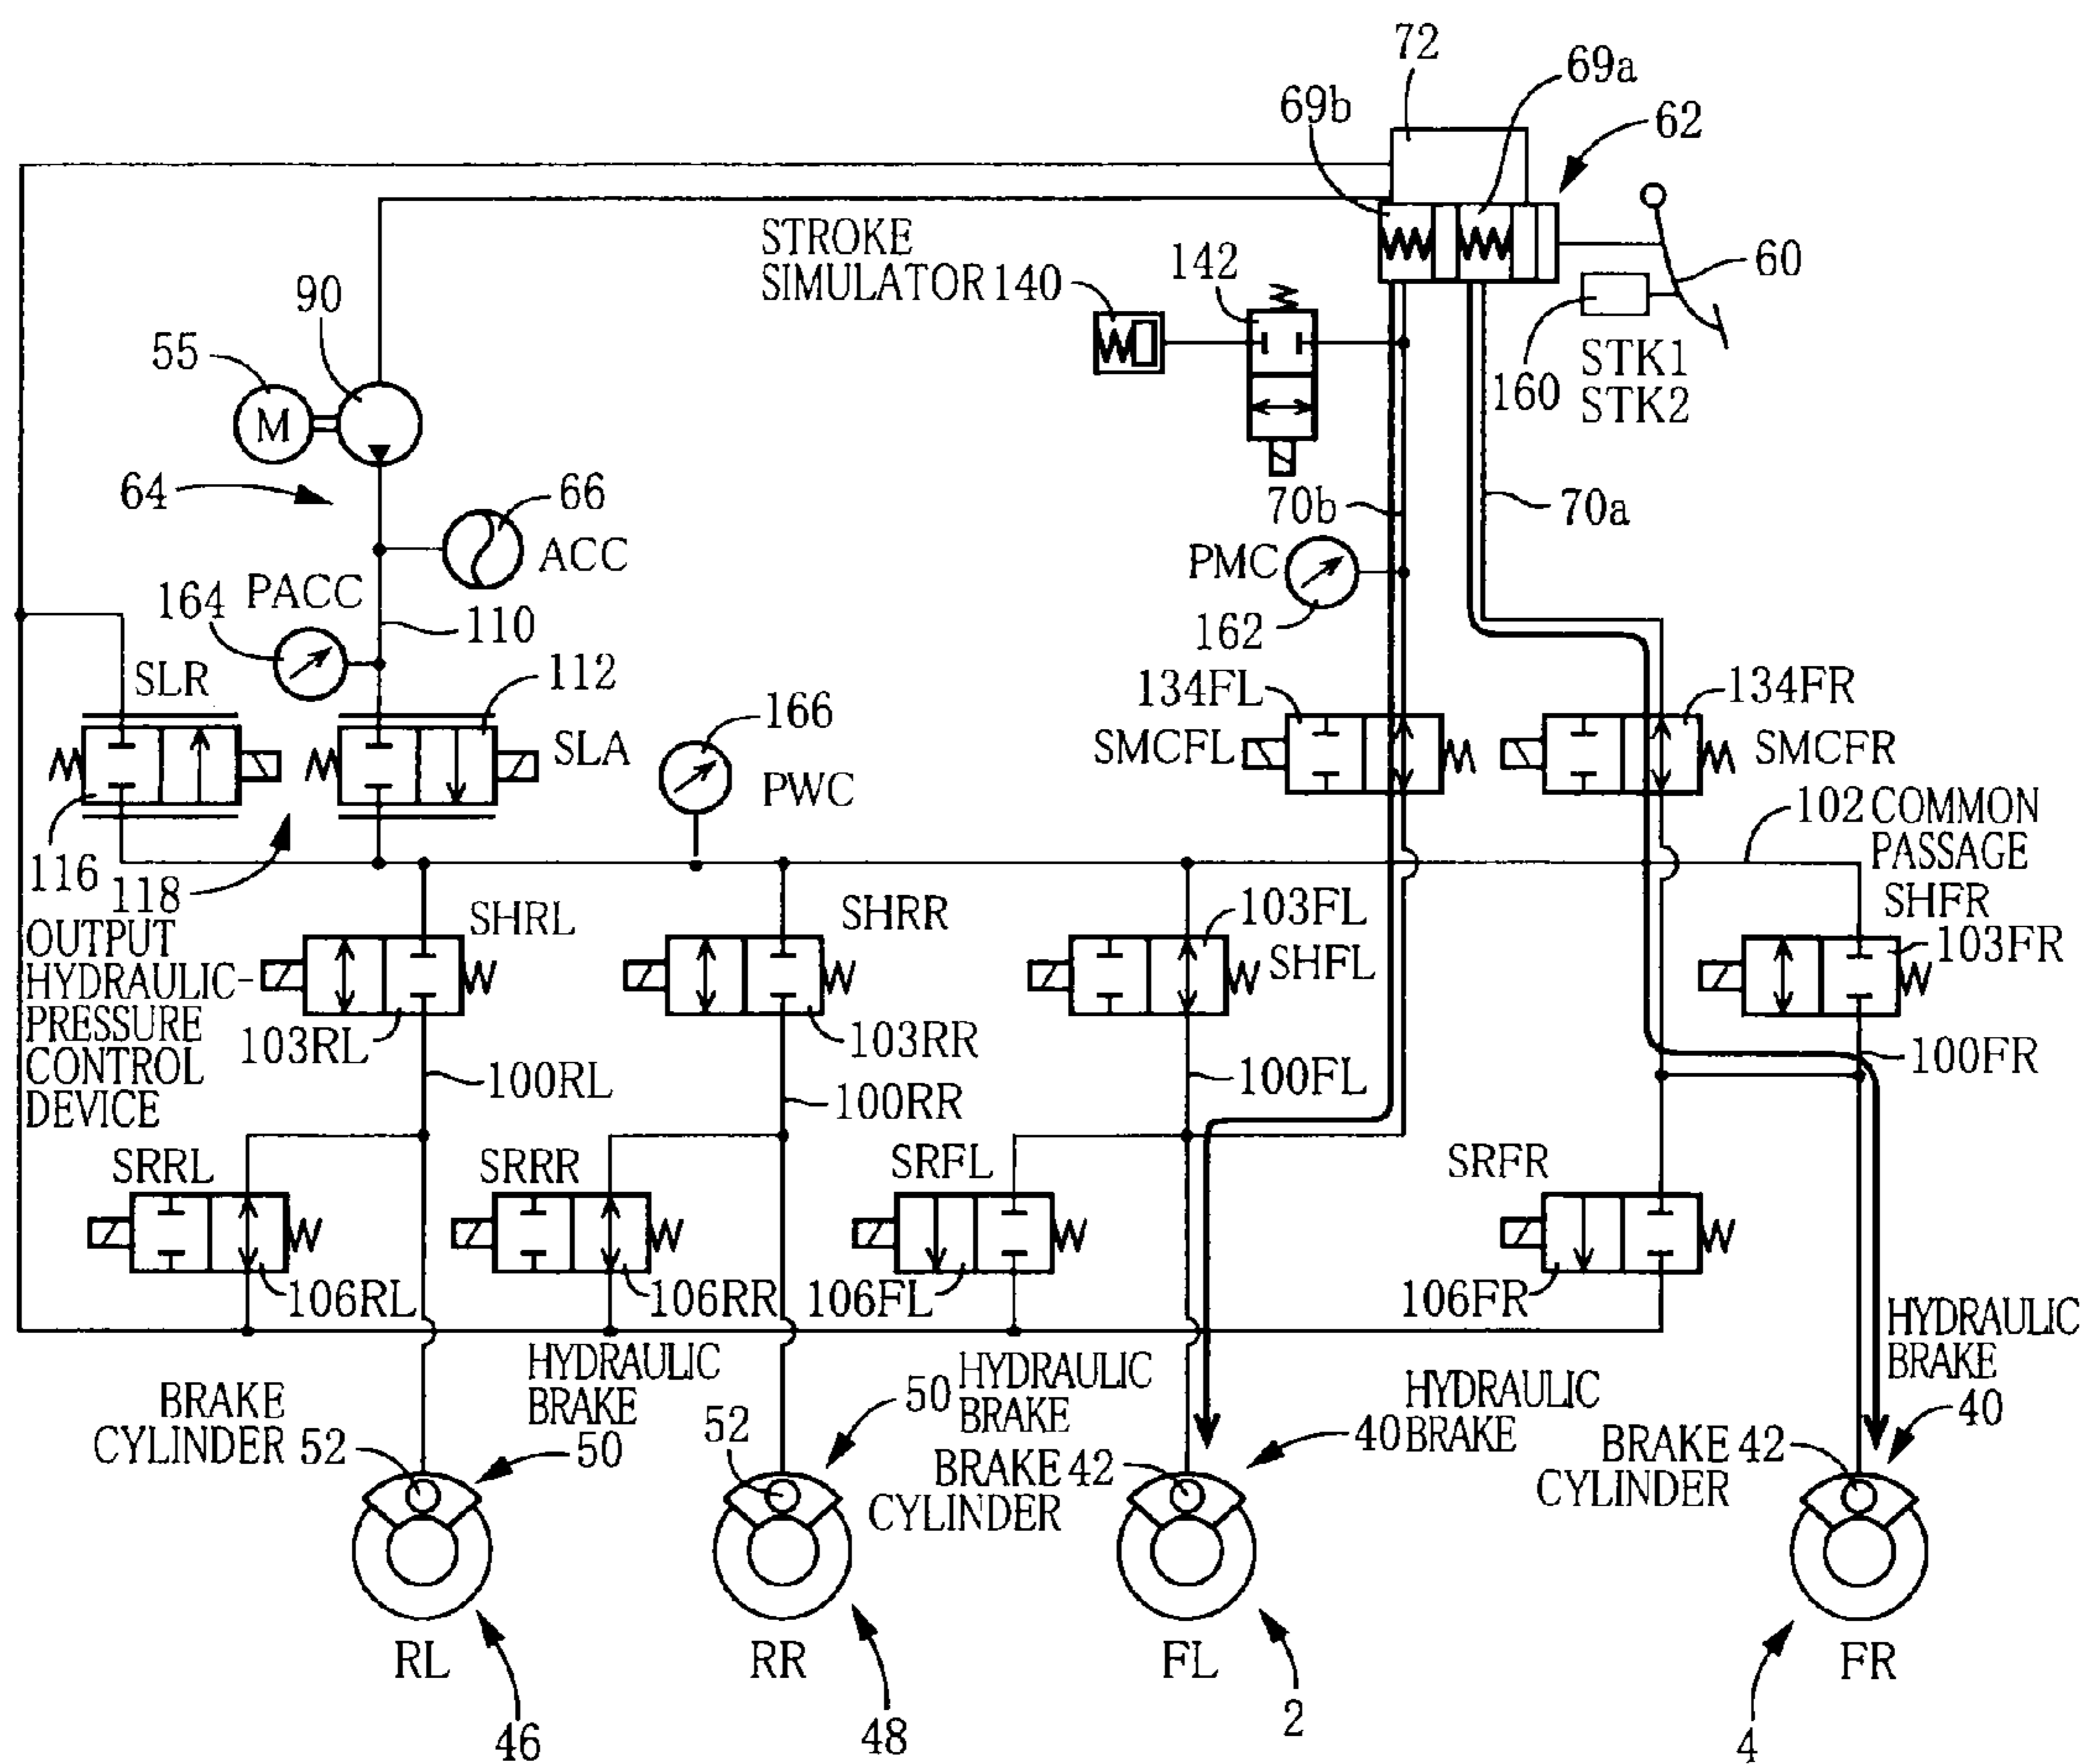 72
69a
69b
62
STROKE
SIMULATOR 140
142
60
90
55
M
160
STK1
STK2
64
66
ACC
70b
70a
PMC
162
164
PACC
110
SLR
112
SLA
166
PWC
134FL
SMCFL
134FR
SMCFR
102 COMMON
PASSAGE
116
118
OUTPUT
HYDRAULIC-
PRESSURE
CONTROL
DEVICE
SHRL
103RL
SHRR
103RR
103FL
SHFL
SHFR
103FR
100RL
100RR
100FL
100FR
SRRL
106RL
SRRR
106RR
SRFL
106FL
SRFR
106FR
BRAKE
CYLINDER 52
HYDRAULIC
BRAKE
50
52
50 HYDRAULIC
BRAKE
BRAKE 42
CYLINDER
40 HYDRAULIC
BRAKE
BRAKE 42
CYLINDER
HYDRAULIC
BRAKE
40
RL
46
RR
48
FL
2
FR
4